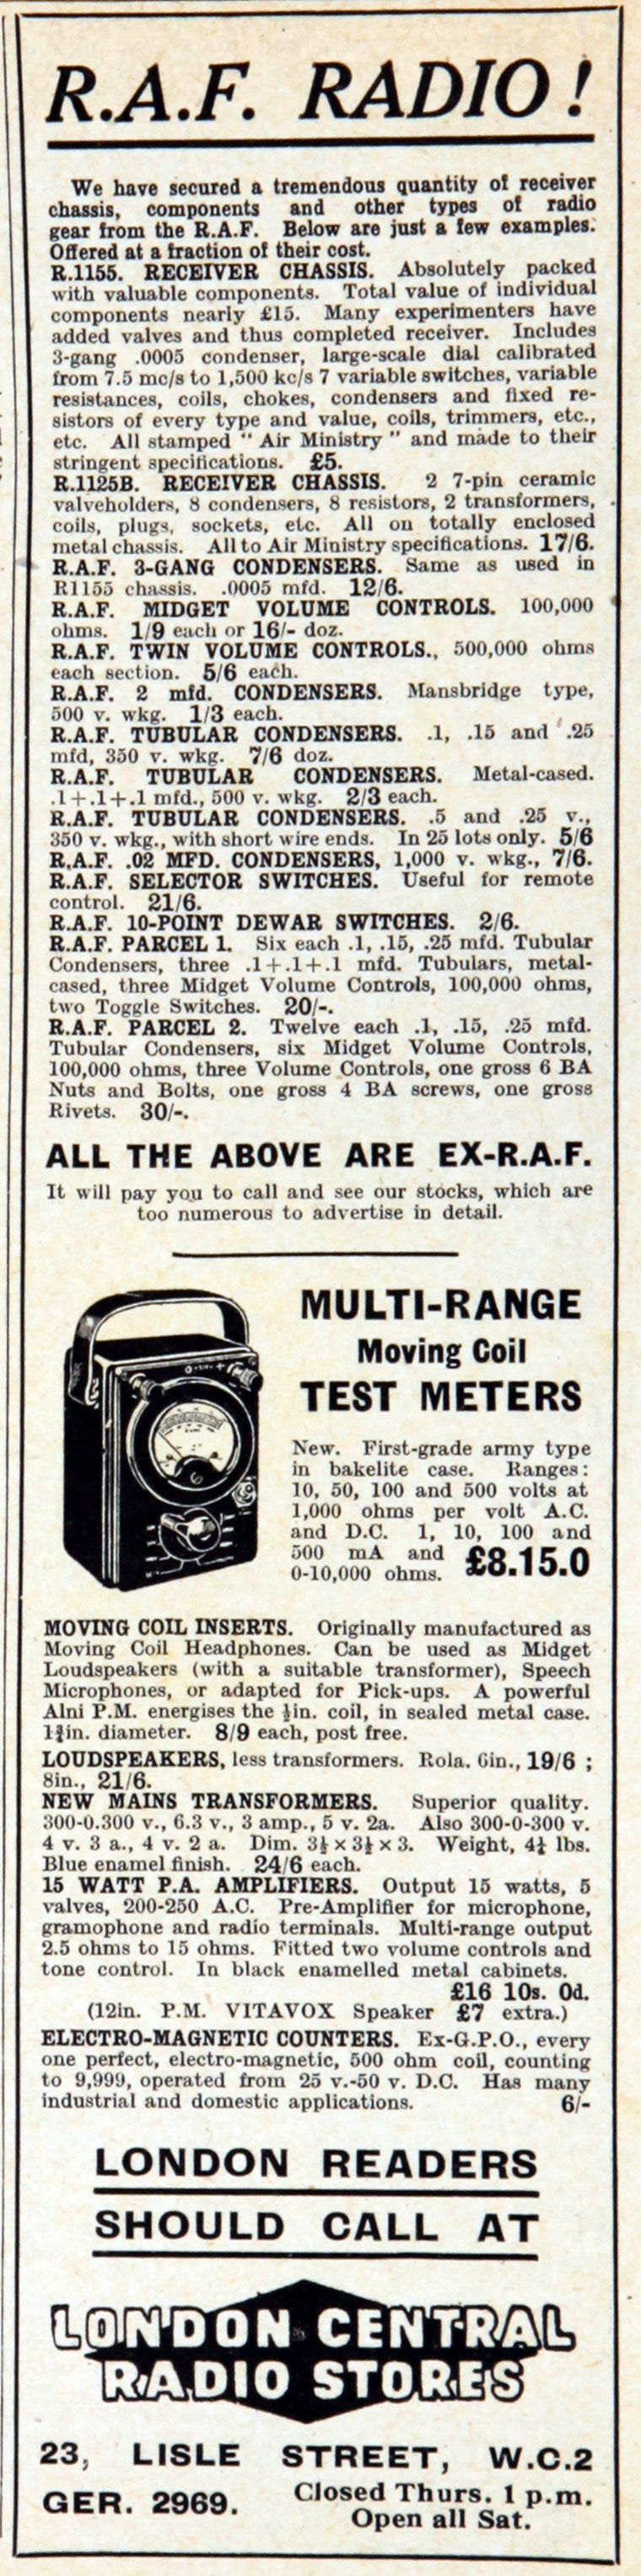 R.A.F. RADIO!
We have secured a tremendous quantity of receiver
chassis, components and other types of radio
gear from the R.A.F. Below are just a few examples.
Offered at a fraction of their cost.
R.1155. RECEIVER CHASSIS. Absolutely packed
with valuable components. Total value of individual
components nearly £15. Many experimenters have
added valves and thus completed receiver. Includes
3-gang .0005 condenser, large-scale dial calibrated
from 7.5 mc/s to 1,500 kc/s 7 variable switches, variable
resistances, coils, chokes, condensers and fixed re-
sistors of every type and value, coils, trimmers, etc.,
etc. All stamped " Air Ministry " and made to their
stringent specifications. £5.
R.1125B. RECEIVER CHASSIS. 2 7-pin ceramic
valveholders, 8 condensers, 8 resistors, 2 transformers,
coils, plugs, sockets, etc. All on totally enclosed
metal chassis. All to Air Ministry specifications. 17/6.
R.A.F. 3-GANG CONDENSERS. Same as used in
R1155 chassis. .0005 mfd. 12/6.
R.A.F. MIDGET VOLUME CONTROLS. 100,000
ohms. 1/9 each or 16/- doz.
R.A.F. TWIN VOLUME CONTROLS., 500,000 ohms
each section. 5/6 each.
R.A.F. 2 mfd. CONDENSERS. Mansbridge type,
500 v. wkg. 1/3 each.
R.A.F. TUBULAR CONDENSERS. .1, .15 and .25
mfd, 350 v. wkg. 7/6 doz.
R.A.F. TUBULAR CONDENSERS. Metal-cased.
.1+.1+.1 mfd., 500 v. wkg. 2/3 each.
R.A.F. TUBULAR CONDENSERS. .5 and .25 v.,
350 v. wkg., with short wire ends. In 25 lots only. 5/6
R.A.F. .02 MFD. CONDENSERS, 1,000 v. wkg., 7/6.
R.A.F. SELECTOR SWITCHES. Useful for remote
control. 21/6.
R.A.F. 10-POINT DEWAR SWITCHES. 2/6.
R.A.F. PARCEL 1. Six each .1, .15, .25 mfd. Tubular
Condensers, three .1+.1+.1 mfd. Tubulars, metal-
cased, three Midget Volume Controls, 100,000 ohms,
two Toggle Switches. 20/-.
R.A.F. PARCEL 2. Twelve each .1, .15, .25 mfd.
Tubular Condensers, six Midget Volume Controls,
100,000 ohms, three Volume Controls, one gross 6 BA
Nuts and Bolts, one gross 4 BA screws, one gross
Rivets. 30/-.
ALL THE ABOVE ARE EX-R.A.F.
It will pay you to call and see our stocks, which are
too numerous to advertise in detail.
MULTI-RANGE
Moving Coil
TEST METERS
New. First-grade army type
in bakelite case. Ranges:
10, 50, 100 and 500 volts at
1,000 ohms per volt A.C.
and D.C. 1, 10, 100 and
500 mA and
0-10,000 ohms. £8.15.0
MOVING COIL INSERTS. Originally manufactured as
Moving Coil Headphones. Can be used as Midget
Loudspeakers (with a suitable transformer), Speech
Microphones, or adapted for Pick-ups. A powerful
Alni P.M. energises the in. coil, in sealed metal case.
in. diameter. 8/9 each, post free.
LOUDSPEAKERS, less transformers. Rola. 6in., 19/6 ;
8in., 21/6.
NEW MAINS TRANSFORMERS. Superior quality.
300-0.300 v., 6.3 v., 3 amp., 5 v. 2a. Also 300-0-300 v.
4 v. 3 a., 4 v. 2 a. Dim. × 3. Weight, lbs.
Blue enamel finish. 24/6 each.
15 WATT P.A. AMPLIFIERS. Output 15 watts, 5
valves, 200-250 A.C. Pre-Amplifier for microphone,
gramophone and radio terminals. Multi-range output
2.5 ohms to 15 ohms. Fitted two volume controls and
tone control. In black enamelled metal cabinets.
£16 10s. 0d.
(12in. P.M. VITAVOX Speaker £7 extra.)
ELECTRO-MAGNETIC COUNTERS. Ex-G.P.O., every
one perfect, electro-magnetic, 500 ohm coil, counting
to 9,999, operated from 25 v.-50 v. D.C. Has many
industrial and domestic applications. 6/-
LONDON READERS
SHOULD CALL AT
LONDON CENTRAL
RADIO STORES
23, LISLE STREET, W.C.2
GER. 2969. Closed Thurs. 1 p.m.
Open all Sat.